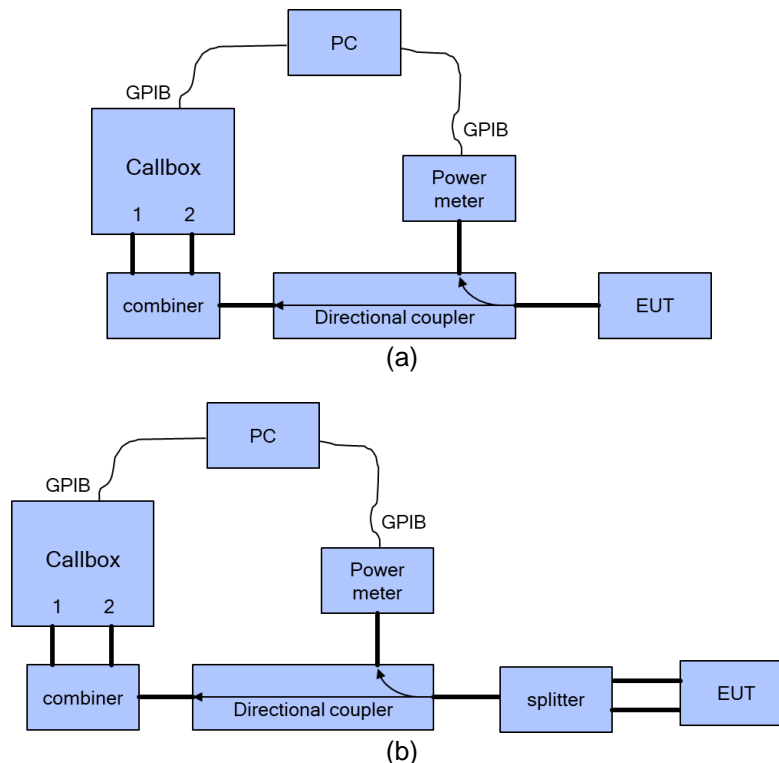 PC
GPIB
GPIB
Callbox
1 2
Power
meter
combiner
Directional coupler
EUT
(a)
PC
GPIB
GPIB
Callbox
1 2
Power
meter
combiner
Directional coupler
splitter
EUT
(b)